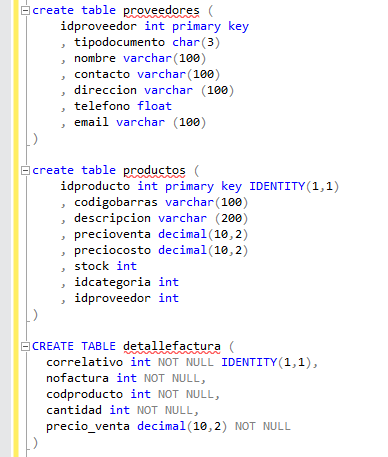 create table proveedores (
idproveedor int primary key
, tipodocumento char(3)
, nombre varchar(100)
, contacto varchar(100)
, direccion varchar (100)
, telefono float
, email varchar (100)
)
create table productos (
idproducto int primary key IDENTITY(1,1)
, codigobarras varchar(100)
, descripcion varchar (200)
, precioventa decimal(10,2)
, preciocosto decimal(10,2)
, stock int
, idcategoria int
, idproveedor int
)
CREATE TABLE detallefactura (
correlativo int NOT NULL IDENTITY(1,1),
nofactura int NOT NULL,
codproducto int NOT NULL,
cantidad int NOT NULL,
precio_venta decimal(10,2) NOT NULL
)